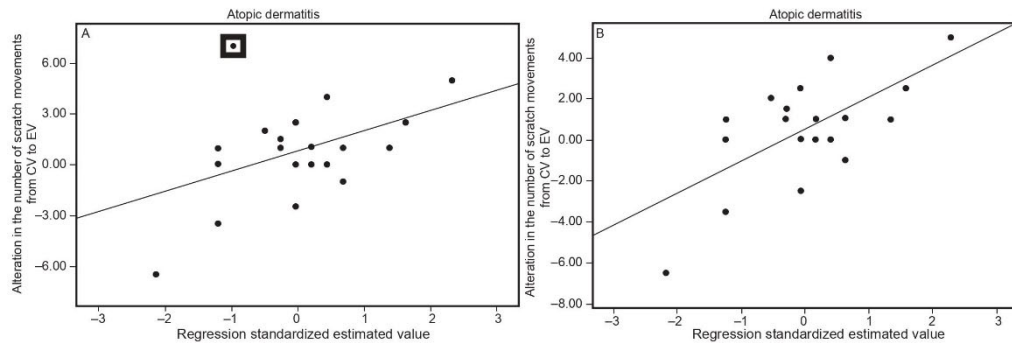 Atopic dermatitis
A
Alteration in the number of scratch movements
from CV to EV
6.00
3.00
0.00
−3.00
−6.00
−3 −2 −1 0 1 2 3
Regression standardized estimated value
Atopic dermatitis
B
Alteration in the number of scratch movements
from CV to EV
4.00
2.00
0.00
−2.00
−4.00
−6.00
−8.00
−3 −2 −1 0 1 2 3
Regression standardized estimated value